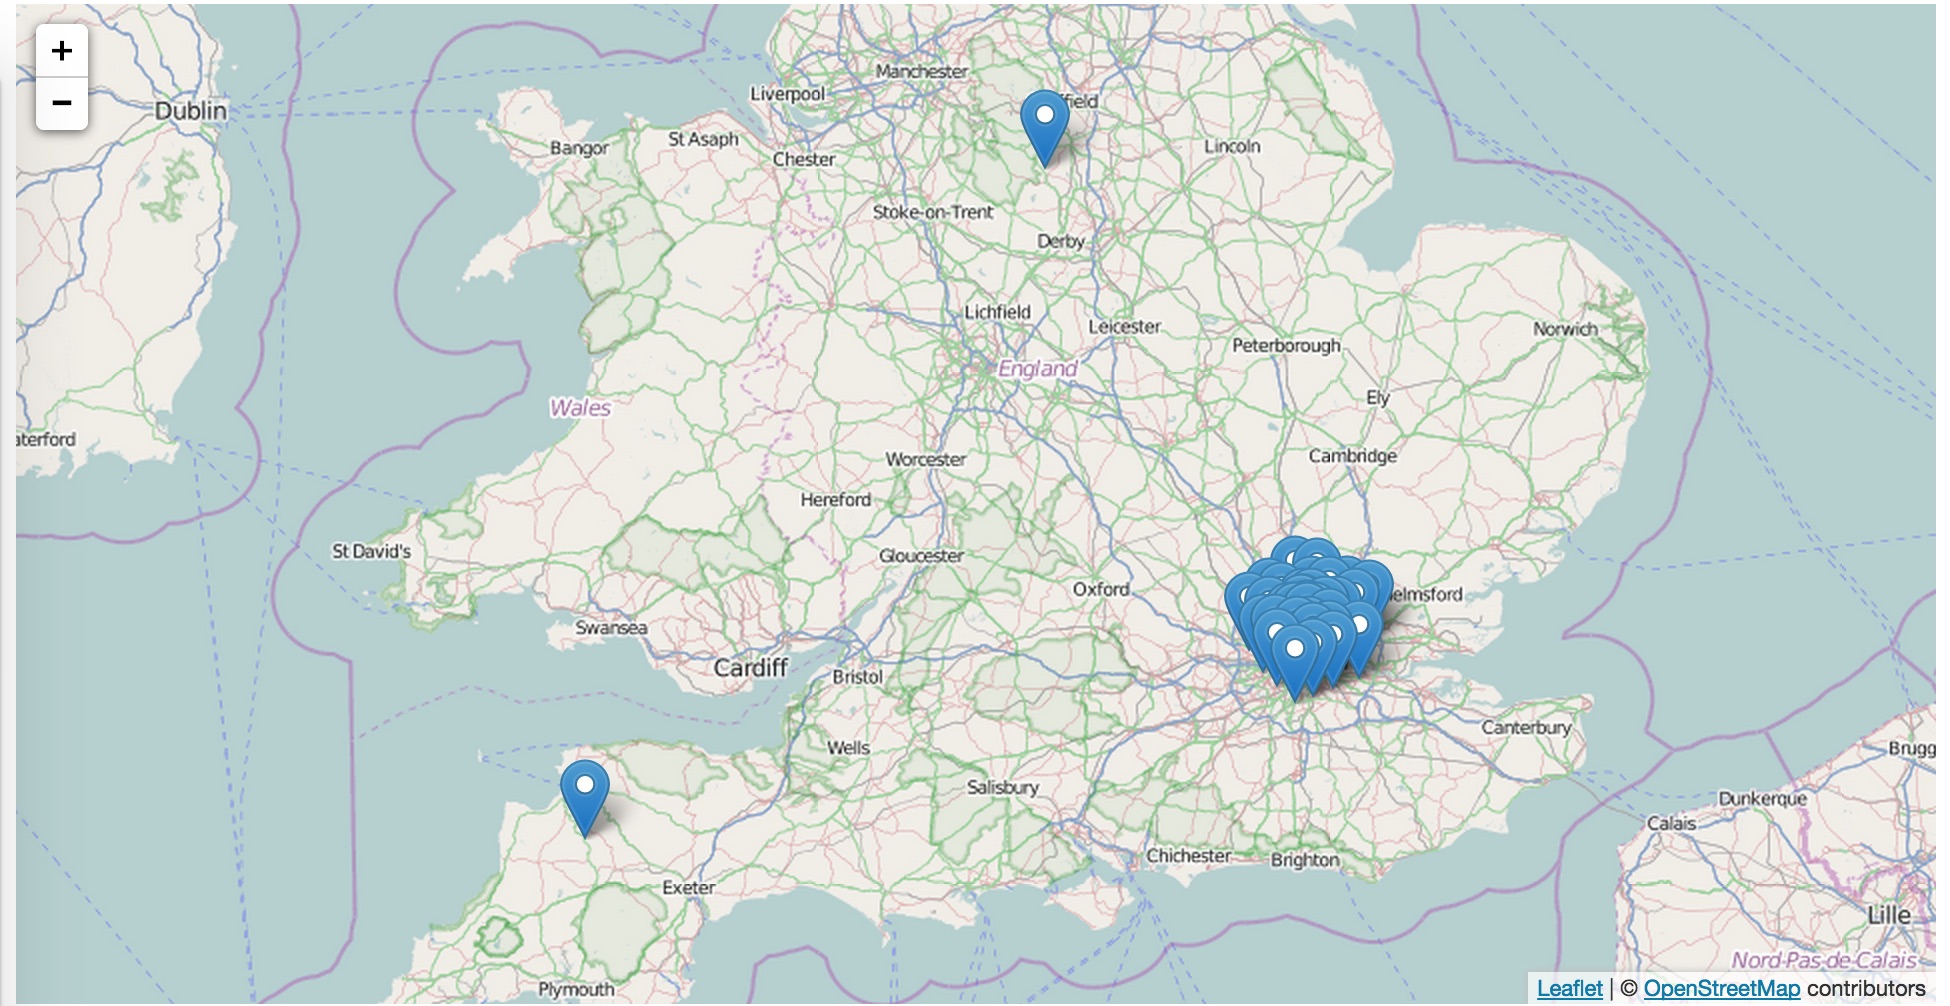 +
−
Manchester
Liverpool
ffield
Dublin
St Asaph
Bangor
Chester
Lincoln
Stoke-on-Trent
Derby
Lichfield
Leicester
Norwich
Peterborough
England
Ely
Wales
aterford
Cambridge
Worcester
Hereford
St David's
Gloucester
Oxford
elmsford
Swansea
Cardiff
Bristol
Canterbury
Wells
Brugg
Salisbury
Dunkerque
Calais
Chichester
Brighton
Exeter
Lille
Nord-Pas-de-Calais
Plymouth
Leaflet | © OpenStreetMap contributors